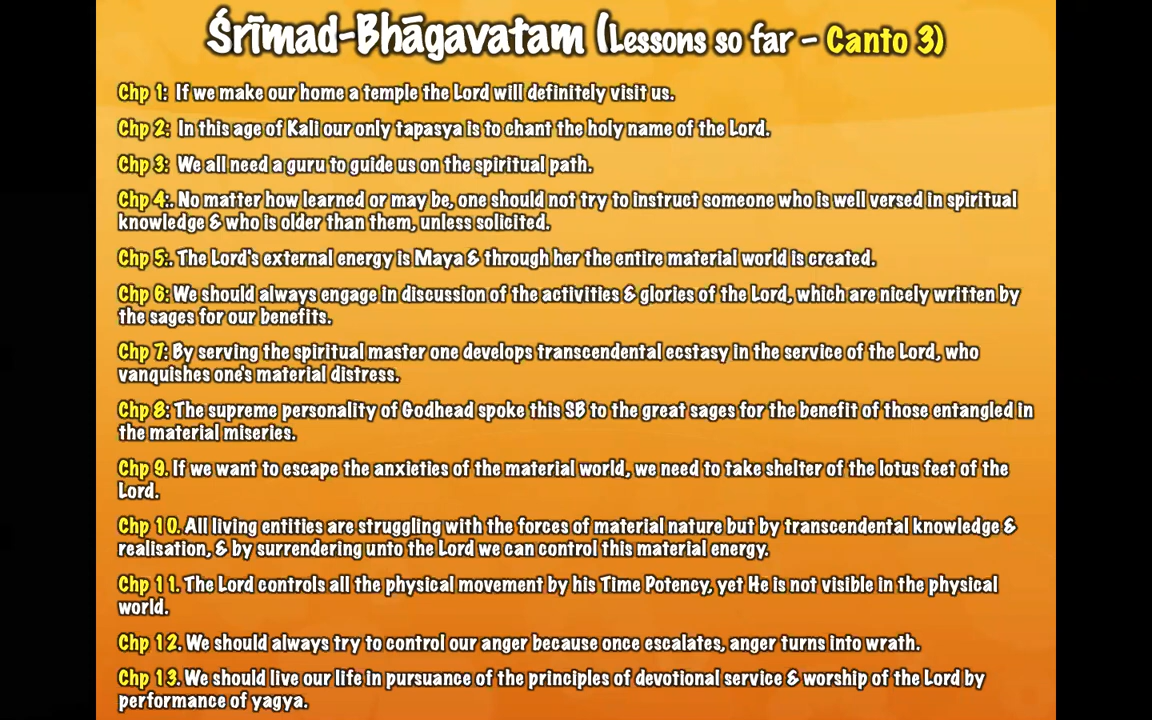 Śrīmad-Bhāgavatam (Lessons so far – Canto 3)
Chp 1: If we make our home a temple the Lord will definitely visit us.
Chp 2: In this age of Kali our only tapasya is to chant the holy name of the Lord.
Chp 3: We all need a guru to guide us on the spiritual path.
Chp 4:. No matter how learned or may be, one should not try to instruct someone who is well versed in spiritual
knowledge & who is older than them, unless solicited.
Chp 5:. The Lord's external energy is Maya & through her the entire material world is created.
Chp 6: We should always engage in discussion of the activities & glories of the Lord, which are nicely written by
the sages for our benefits.
Chp 7: By serving the spiritual master one develops transcendental ecstasy in the service of the Lord, who
vanquishes one's material distress.
Chp 8: The supreme personality of Godhead spoke this SB to the great sages for the benefit of those entangled in
the material miseries.
Chp 9. If we want to escape the anxieties of the material world, we need to take shelter of the lotus feet of the
Lord.
Chp 10. All living entities are struggling with the forces of material nature but by transcendental knowledge &
realisation, & by surrendering unto the Lord we can control this material energy.
Chp 11. The Lord controls all the physical movement by his Time Potency, yet He is not visible in the physical
world.
Chp 12. We should always try to control our anger because once escalates, anger turns into wrath.
Chp 13. We should live our life in pursuance of the principles of devotional service & worship of the Lord by
performance of yagya.